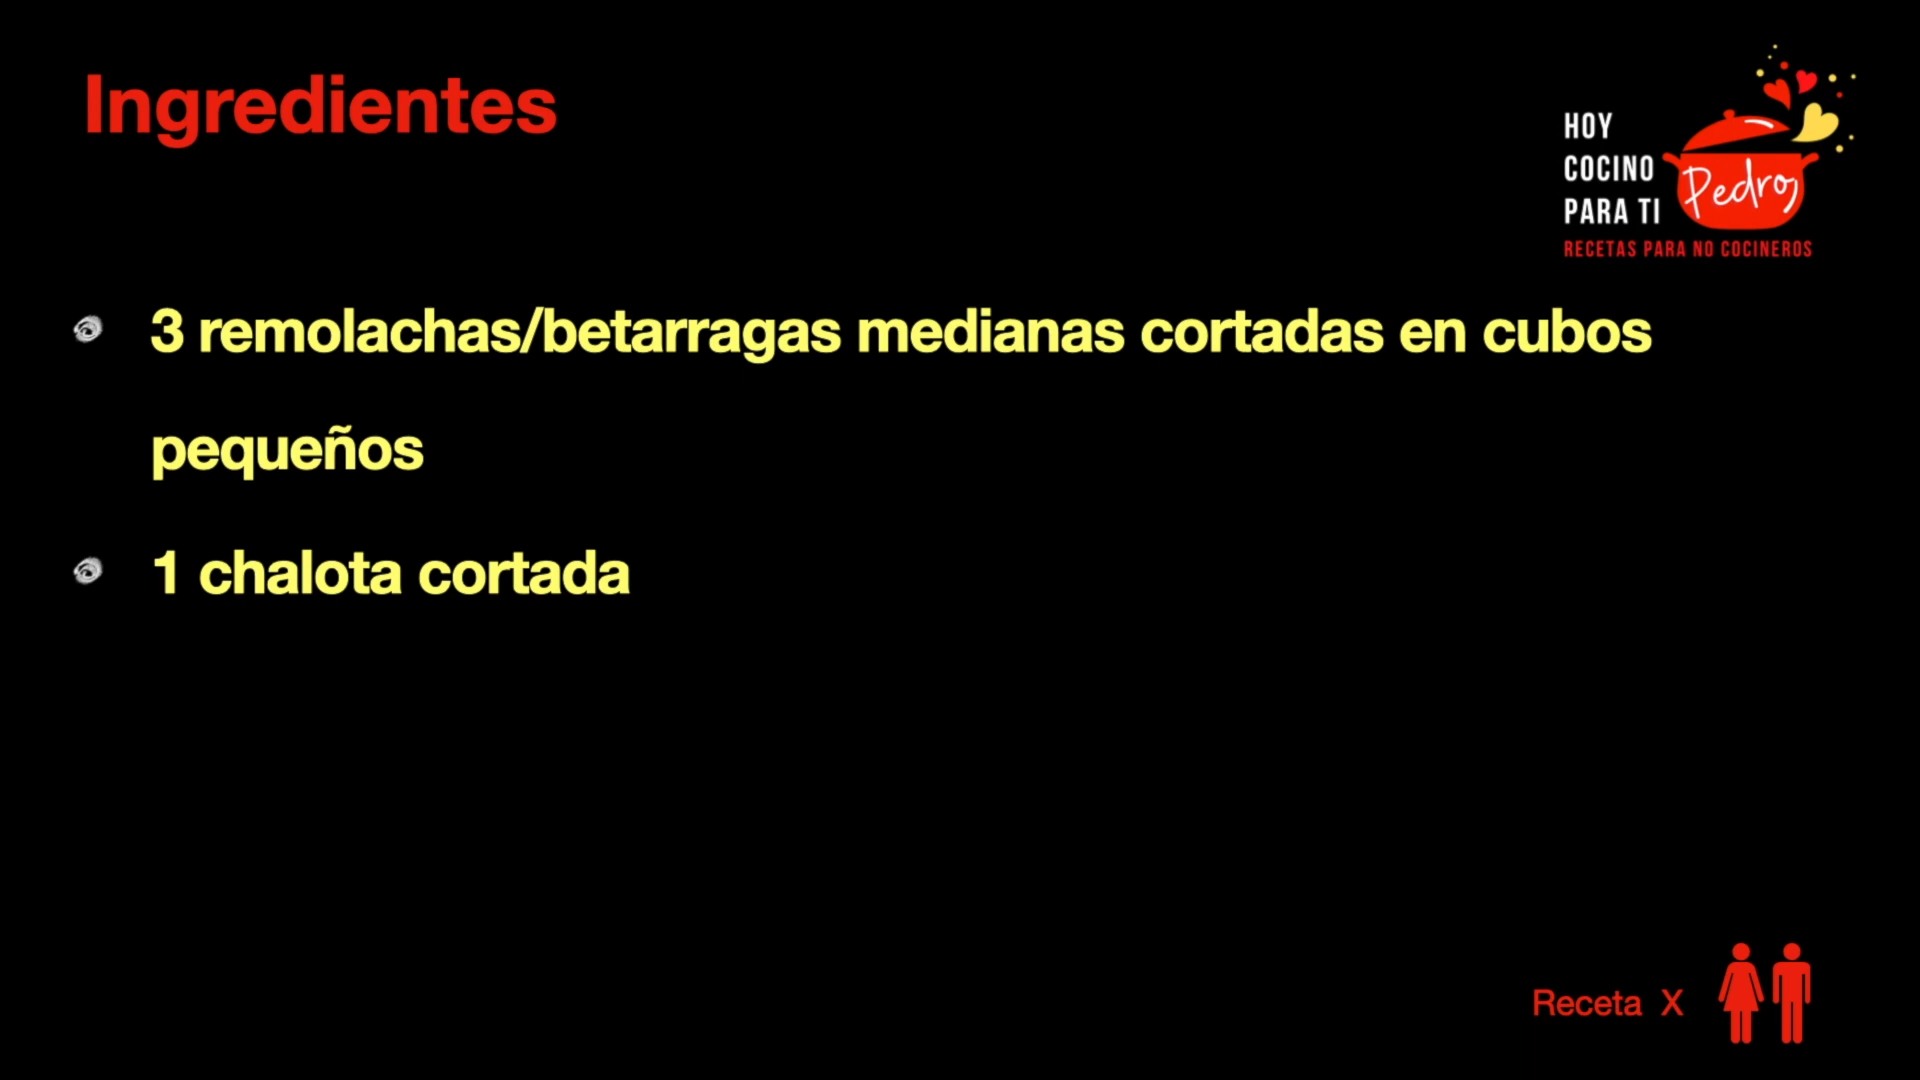 Ingredientes
HOY
COCINO
PARA TI
Pedro
RECETAS PARA NO COCINEROS
3 remolachas/betarragas medianas cortadas en cubos
pequeños
1 chalota cortada
Receta X